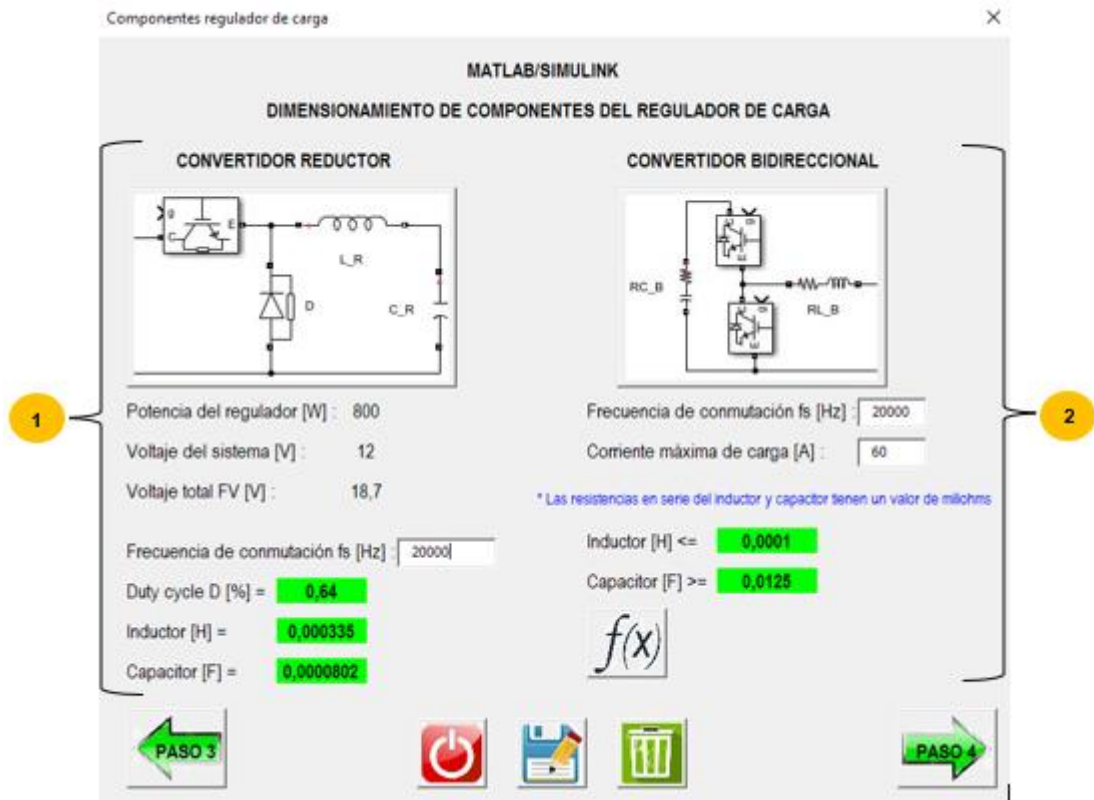 Componentes regulador de carga
MATLAB/SIMULINK
DIMENSIONAMIENTO DE COMPONENTES DEL REGULADOR DE CARGA
CONVERTIDOR REDUCTOR
g
C
E
L_R
D
C_R
1
Potencia del regulador [W] : 800
Voltaje del sistema [V] : 12
Voltaje total FV [V] : 18,7
Frecuencia de conmutación fs [Hz] : 20000
Duty cycle D [%] = 0,64
Inductor [H] = 0,000335
Capacitor [F] = 0,0000802
CONVERTIDOR BIDIRECCIONAL
RC_B
RL_B
2
Frecuencia de conmutación fs [Hz] : 20000
Corriente máxima de carga [A] : 60
* Las resistencias en serie del inductor y capacitor tienen un valor de miliohms
Inductor [H] <= 0,0001
Capacitor [F] >= 0,0125
f(x)
PASO 3
PASO 4